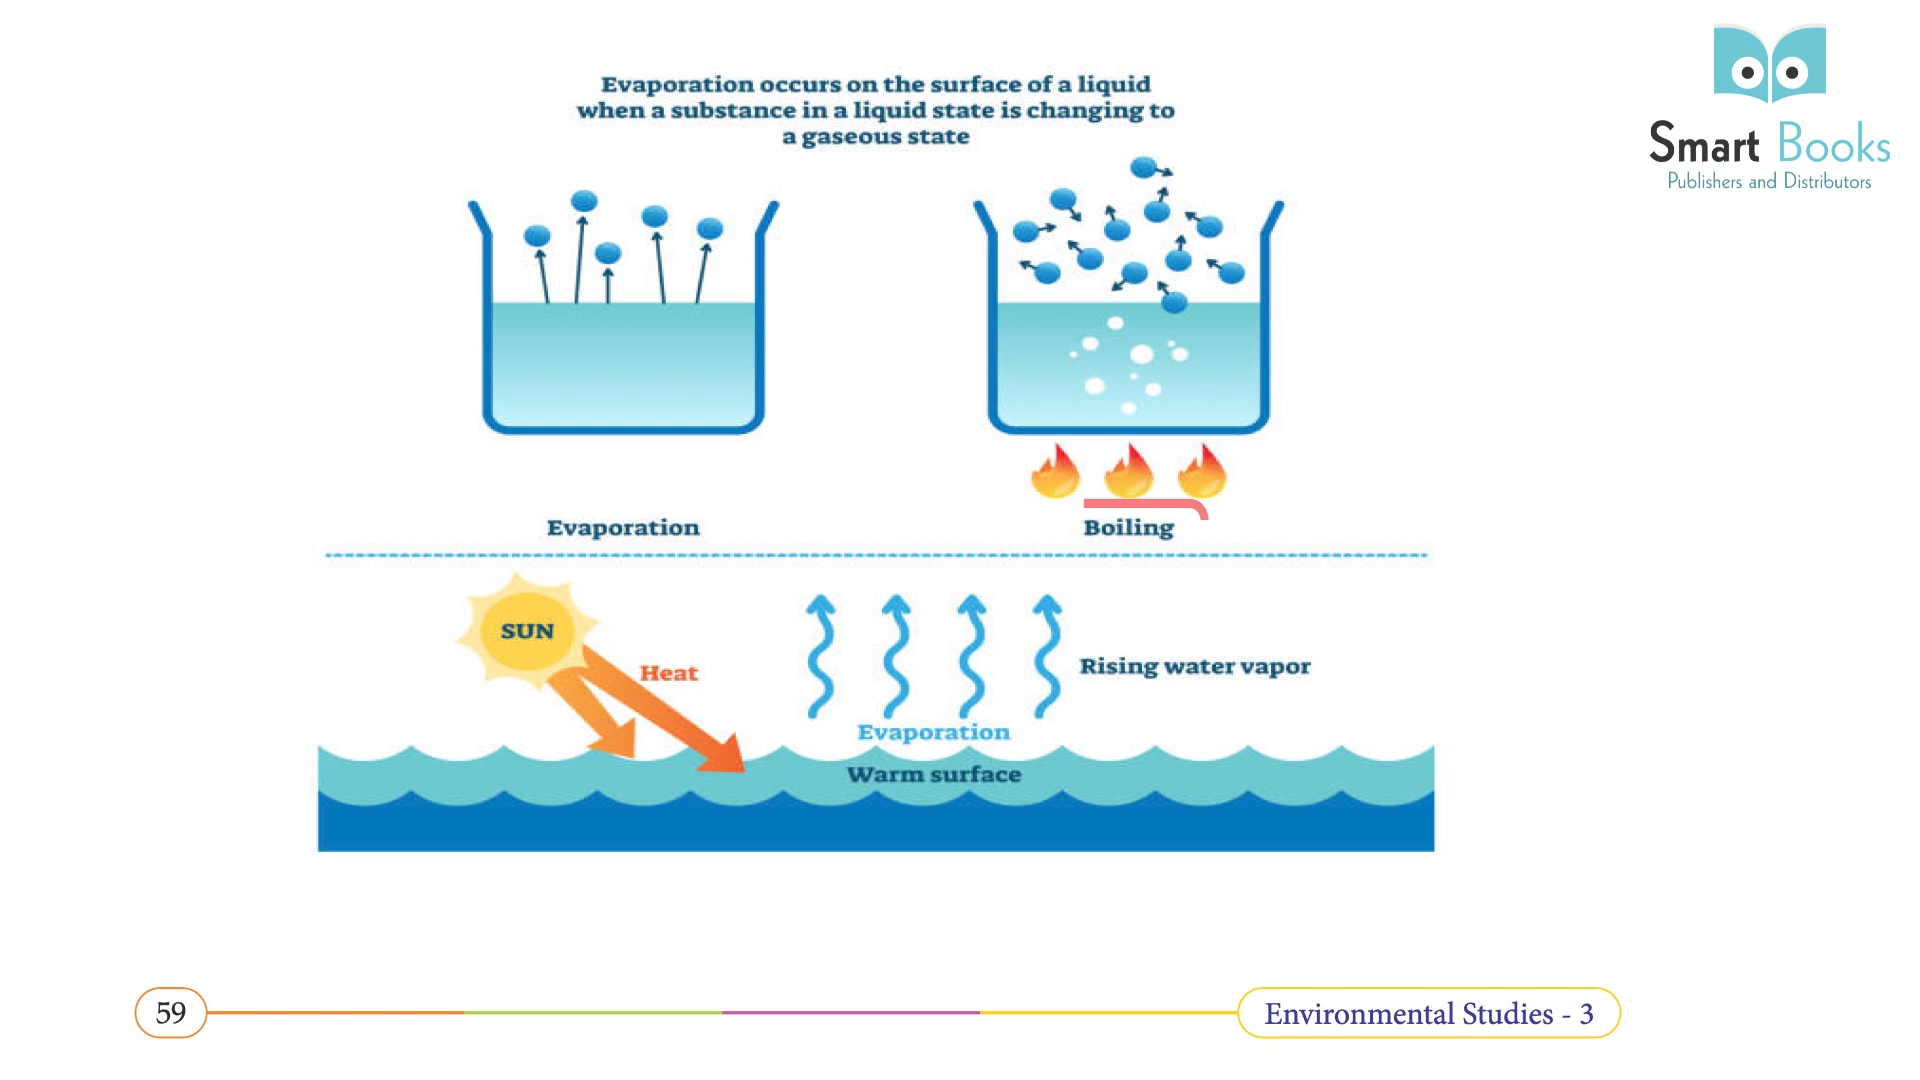 Evaporation occurs on the surface of a liquid
when a substance in a liquid state is changing to
a gaseous state
Smart Books
Publishers and Distributors
Evaporation
Boiling
SUN
Heat
Rising water vapor
Evaporation
Warm surface
59
Environmental Studies - 3